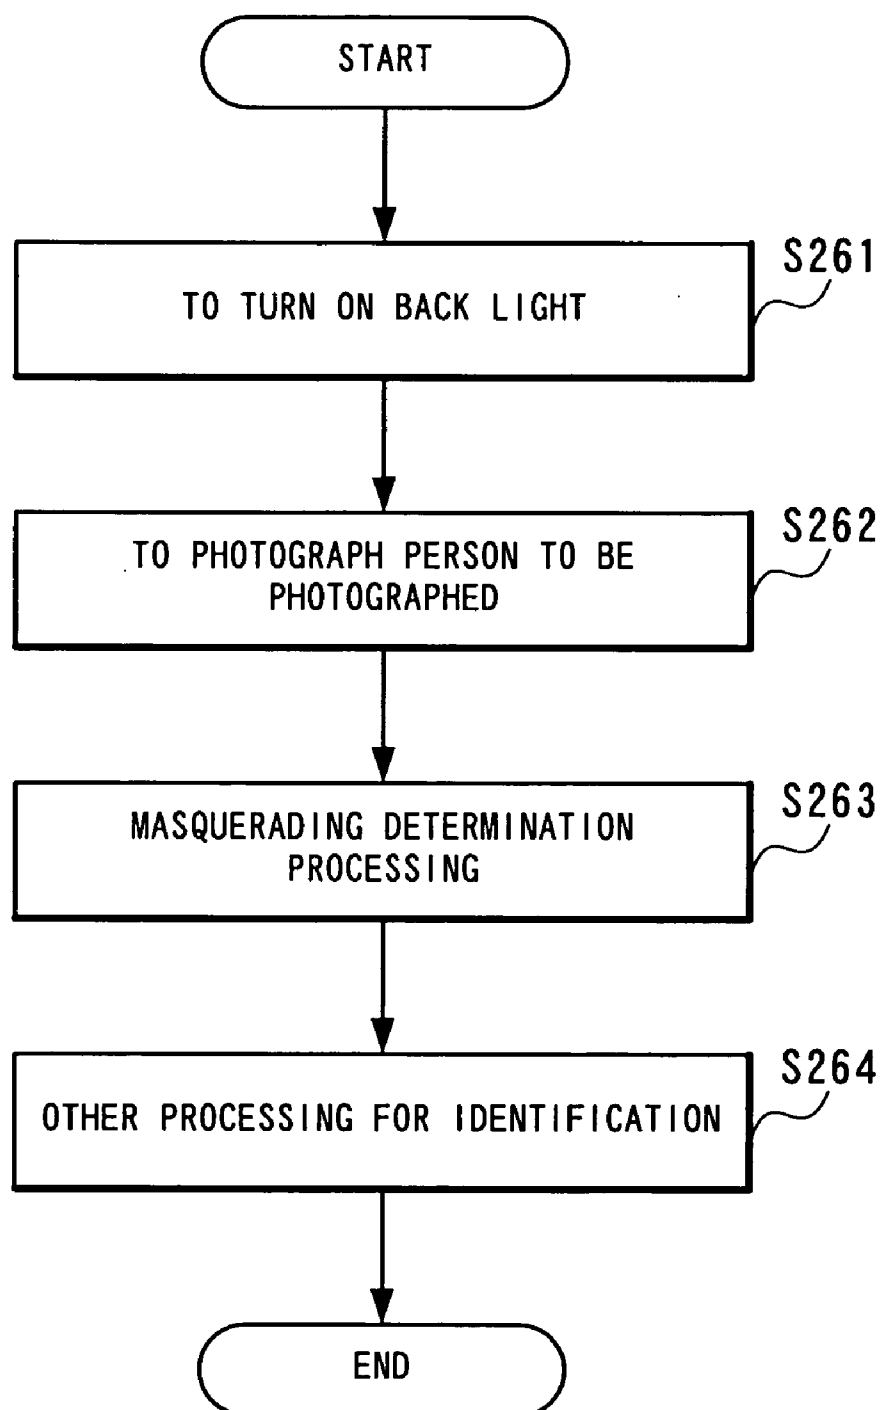 START
S261
TO TURN ON BACK LIGHT
S262
TO PHOTOGRAPH PERSON TO BE
PHOTOGRAPHED
S263
MASQUERADING DETERMINATION
PROCESSING
S264
OTHER PROCESSING FOR IDENTIFICATION
END